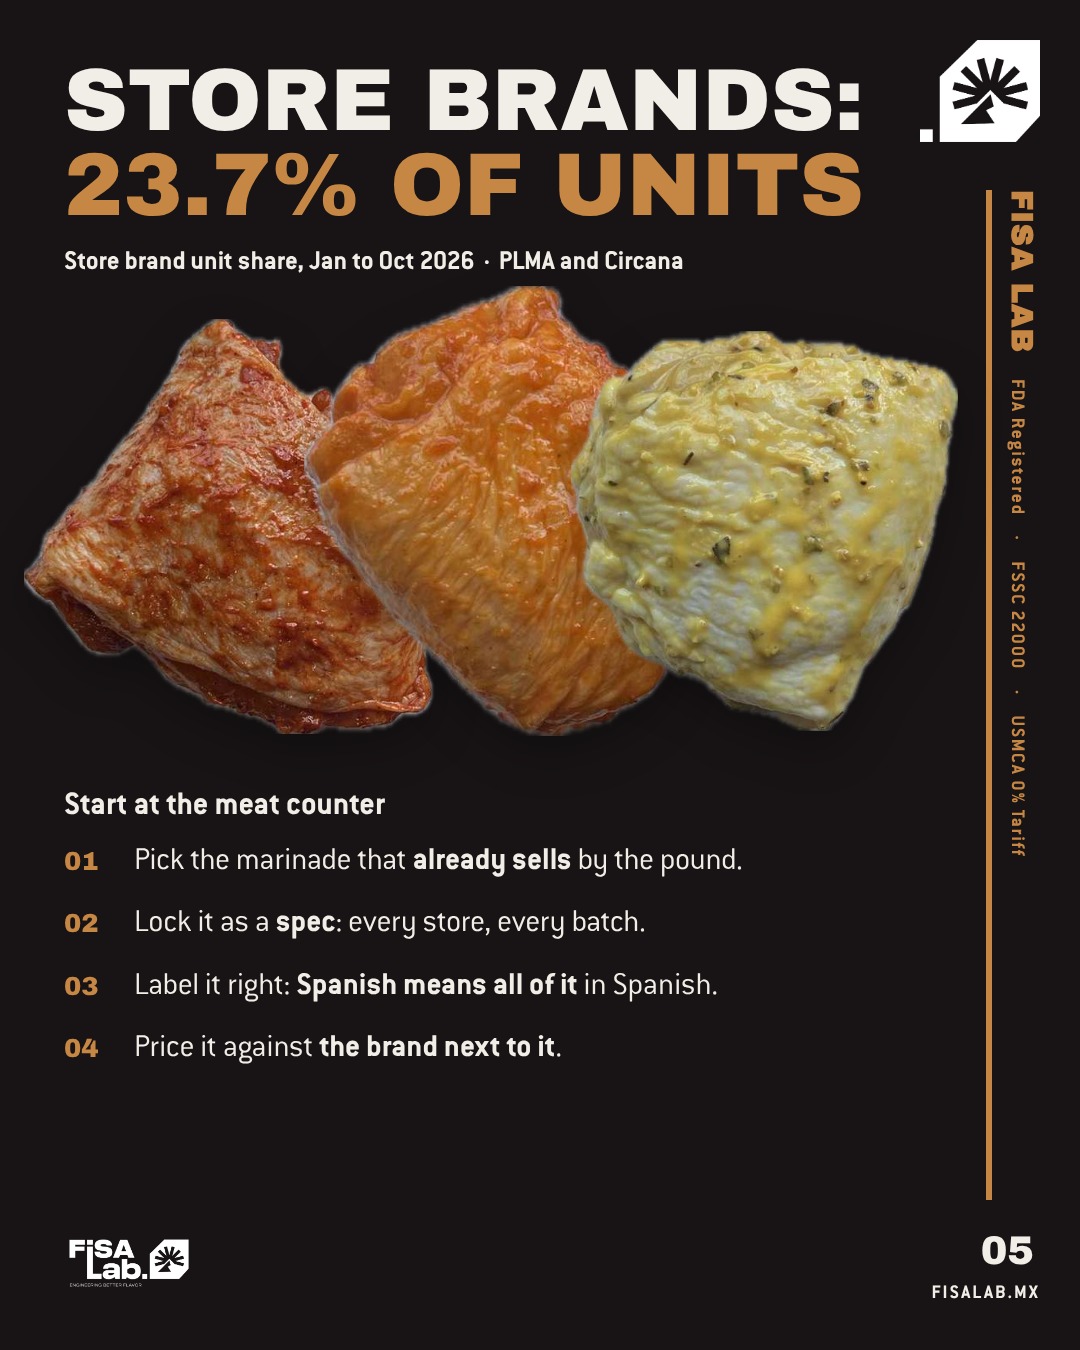 STORE BRANDS:
23.7% OF UNITS
Store brand unit share, Jan to Oct 2026 · PLMA and Circana
FISA LAB FDA Registered · FSSC 22000 · USMCA 0% Tariff
Start at the meat counter
01 Pick the marinade that already sells by the pound.
02 Lock it as a spec: every store, every batch.
03 Label it right: Spanish means all of it in Spanish.
04 Price it against the brand next to it.
FiSA
Lab.
ENGINEERING BETTER FLAVOR
05
FISALAB.MX